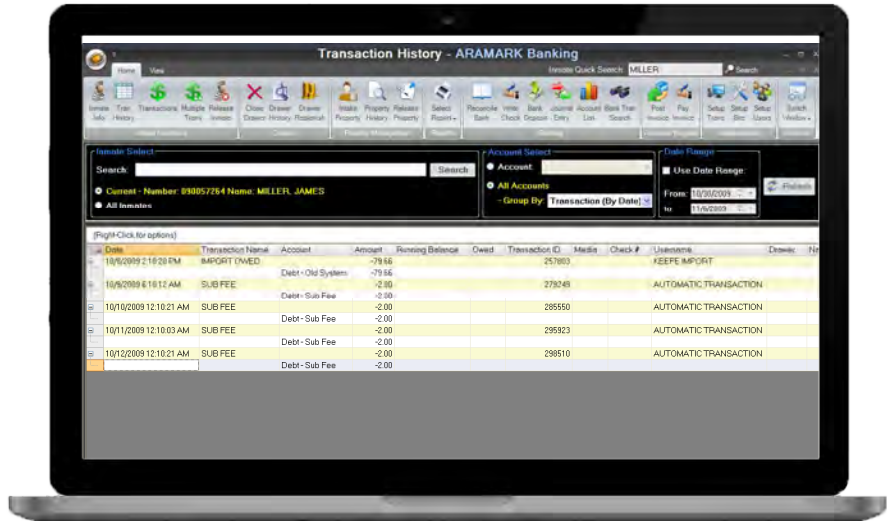 Transaction History - ARAMARK Banking
Home View Inmate Quick Search: MILLER Search
Inmate Info Tran History Transactions Multiple Trans Release Inmate Close Drawer Drawer History Drawer Reconcile Intake Property Property History Release Property Select Report Reconcile Bank Write Check Bank Deposit Journal Entry Account List Bank Tran Search Post Invoice Pay Invoice Setup Trans Setup Bnk Setup Users Switch Window
Inmate Select Account Select Date Range
Search: Search Account: Use Date Range:
Current - Number: 090057264 Name: MILLER, JAMES All Accounts From: 10/30/2009 Refresh
All Inmates - Group By: Transaction (By Date) to: 11/6/2009
(Right-Click for options)
Date Transaction Name Account Amount Running Balance Owed Transaction ID Media Check # Username Drawer
10/6/2009 2:10:20 PM IMPORT OWED -79.66 257803 KEEFE IMPORT
Debt - Old System -79.66
10/9/2009 6:10:12 AM SUB FEE -2.00 279249 AUTOMATIC TRANSACTION
Debt - Sub Fee -2.00
10/10/2009 12:10:21 AM SUB FEE -2.00 285550 AUTOMATIC TRANSACTION
Debt - Sub Fee -2.00
10/11/2009 12:10:03 AM SUB FEE -2.00 295923 AUTOMATIC TRANSACTION
Debt - Sub Fee -2.00
10/12/2009 12:10:21 AM SUB FEE -2.00 298510 AUTOMATIC TRANSACTION
Debt - Sub Fee -2.00